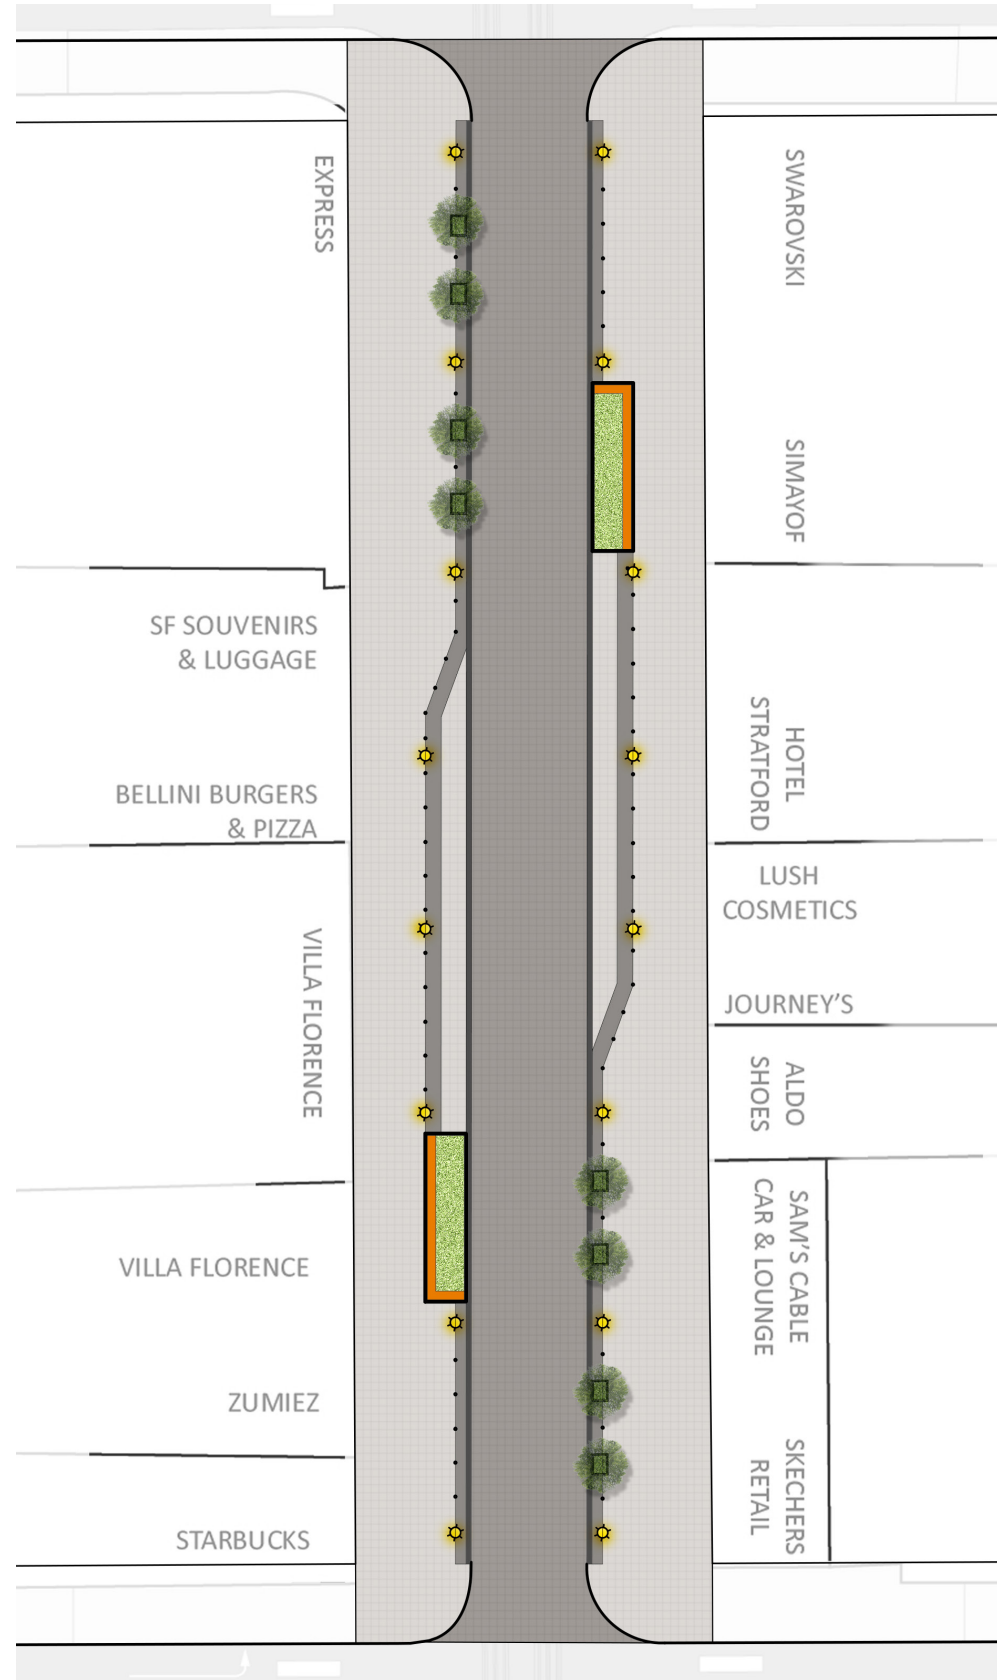 EXPRESS
SF SOUVENIRS
& LUGGAGE
BELLINI BURGERS
& PIZZA
VILLA FLORENCE
VILLA FLORENCE
ZUMIEZ
STARBUCKS
SWAROVSKI
SIMAYOF
HOTEL
STRATFORD
LUSH
COSMETICS
JOURNEY'S
ALDO
SHOES
SAM'S CABLE
CAR & LOUNGE
SKECHERS
RETAIL